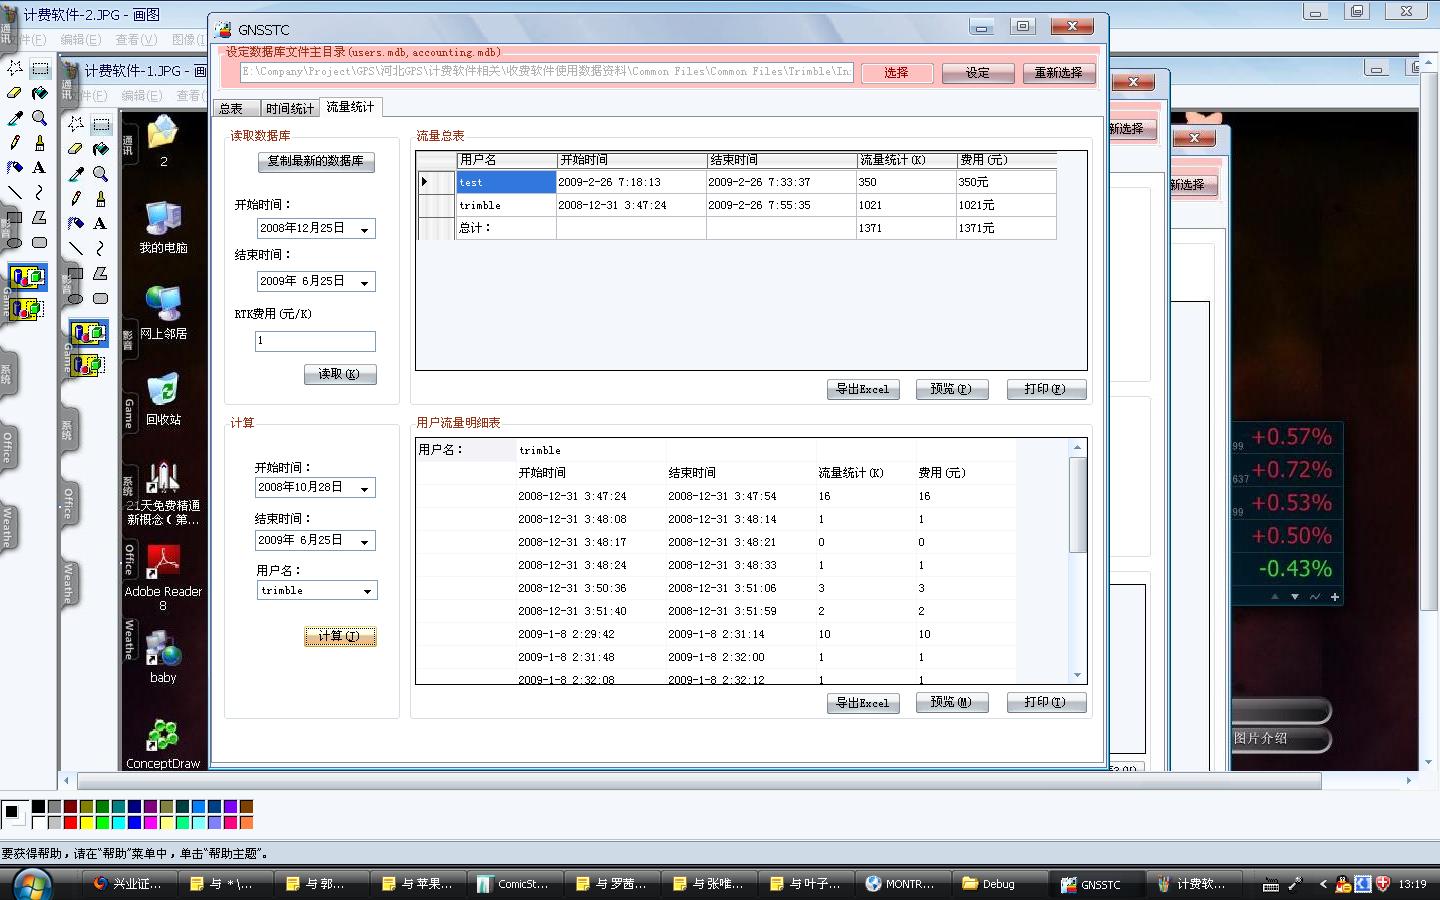 计费软件-2.JPG - 画图
编辑(E) 查看(V)
计费软件-1.JPG - 画
编辑(E)
GNSSTC
设定数据库文件主目录(users.mdb,accounting.mdb)
E:\Company\Project\GPS\河北GPS\计费软件相关\收费软件使用数据资料\Common Files\Common Files\Trimble\In
选择
设定
重新选择
总表
时间统计
流量统计
读取数据库
复制最新的数据库
开始时间：
2008年12月25日
结束时间：
2009年 6月25日
RTK费用(元/K)
1
读取(K)
流量总表
用户名 开始时间 结束时间 流量统计(K) 费用(元)
test 2009-2-26 7:18:13 2009-2-26 7:33:37 350 350元
trimble 2008-12-31 3:47:24 2009-2-26 7:55:35 1021 1021元
总计： 1371 1371元
导出Excel
预览(P)
打印(F)
计算
开始时间：
2008年10月28日
结束时间：
2009年 6月25日
用户名：
trimble
计算(J)
用户流量明细表
用户名： trimble
开始时间 结束时间 流量统计(K) 费用(元)
2008-12-31 3:47:24 2008-12-31 3:47:54 16 16
2008-12-31 3:48:08 2008-12-31 3:48:14 1 1
2008-12-31 3:48:17 2008-12-31 3:48:21 0 0
2008-12-31 3:48:24 2008-12-31 3:48:33 1 1
2008-12-31 3:50:36 2008-12-31 3:51:06 3 3
2008-12-31 3:51:40 2008-12-31 3:51:59 2 2
2009-1-8 2:29:42 2009-1-8 2:31:14 10 10
2009-1-8 2:31:48 2009-1-8 2:32:00 1 1
2009-1-8 2:32:08 2009-1-8 2:32:12 1 1
导出Excel
预览(M)
打印(T)
新选择
新选择
2
我的电脑
网上邻居
回收站
21天免费精通
新概念（第...
Adobe Reader
8
baby
ConceptDraw
通讯
影音
Game
系统
Office
Weathe
通讯
影音
Game
系统
Office
Weathe
通讯
影音
Game
系统
Office
Weathe
+0.57%
+0.72%
+0.53%
+0.50%
-0.43%
图片介绍
要获得帮助，请在“帮助”菜单中，单击“帮助主题”。
兴业证...
与 *\...
与 郭...
与 苹果...
ComicSt...
与 罗茜...
与 张唯...
与 叶子...
MONTR...
Debug
GNSSTC
计费软...
13:19